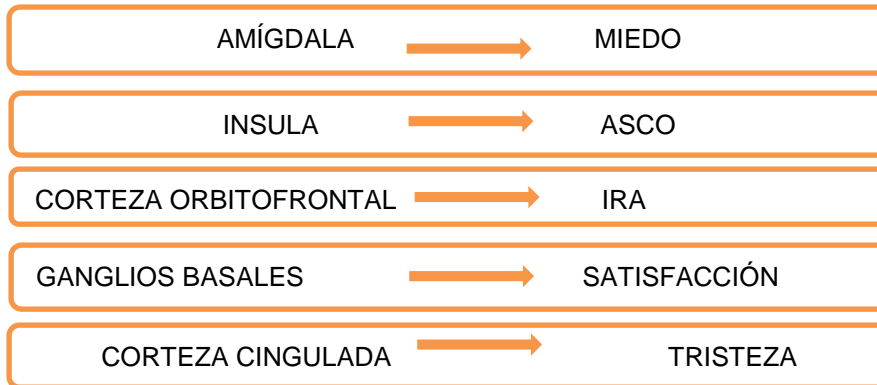 AMÍGDALA MIEDO
INSULA ASCO
CORTEZA ORBITOFRONTAL IRA
GANGLIOS BASALES SATISFACCIÓN
CORTEZA CINGULADA TRISTEZA